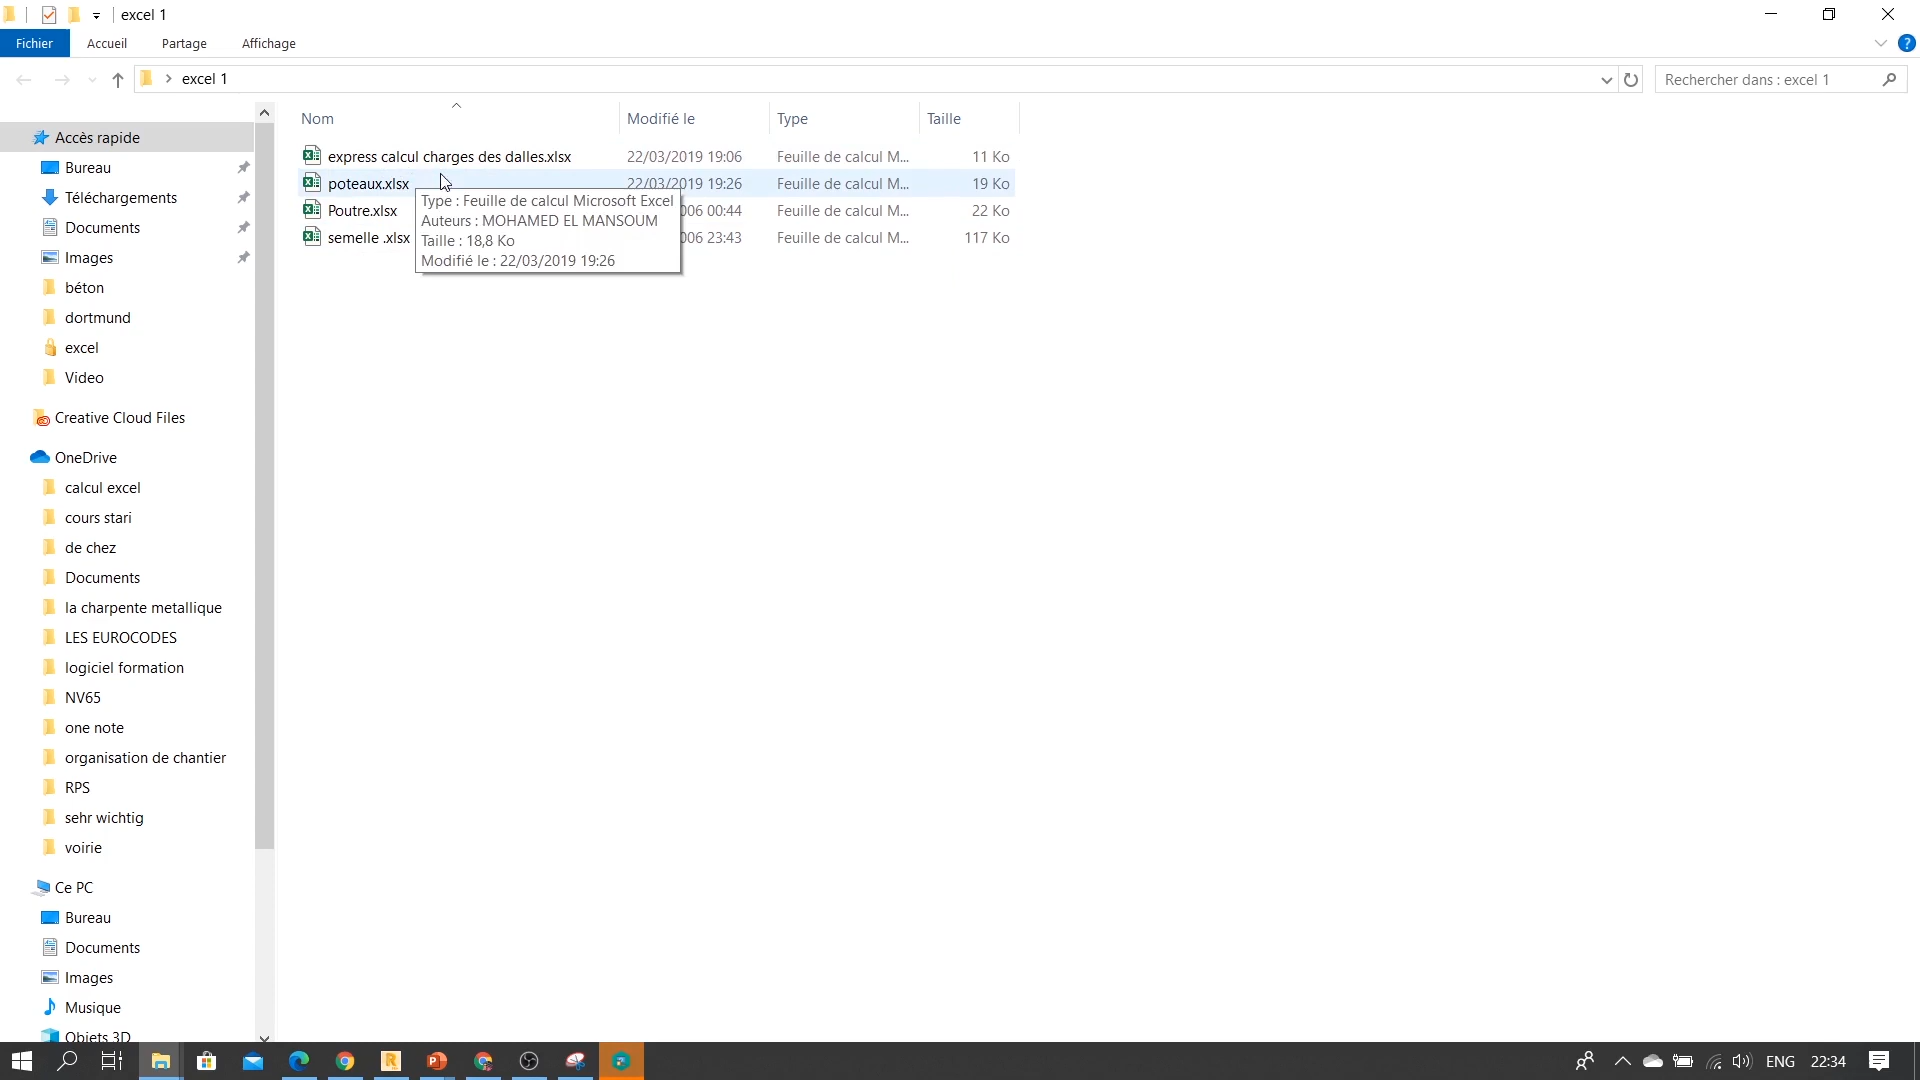 excel 1
Fichier Accueil Partage Affichage
excel 1 Rechercher dans : excel 1
Nom Modifié le Type Taille
express calcul charges des dalles.xlsx 22/03/2019 19:06 Feuille de calcul M... 11 Ko
poteaux.xlsx 22/03/2019 19:26 Feuille de calcul M... 19 Ko
Poutre.xlsx 006 00:44 Feuille de calcul M... 22 Ko
semelle .xlsx 006 23:43 Feuille de calcul M... 117 Ko
Type : Feuille de calcul Microsoft Excel
Auteurs : MOHAMED EL MANSOUM
Taille : 18,8 Ko
Modifié le : 22/03/2019 19:26
Accès rapide
Bureau
Téléchargements
Documents
Images
béton
dortmund
excel
Video
Creative Cloud Files
OneDrive
calcul excel
cours stari
de chez
Documents
la charpente metallique
LES EUROCODES
logiciel formation
NV65
one note
organisation de chantier
RPS
sehr wichtig
voirie
Ce PC
Bureau
Documents
Images
Musique
Objets 3D
ENG 22:34